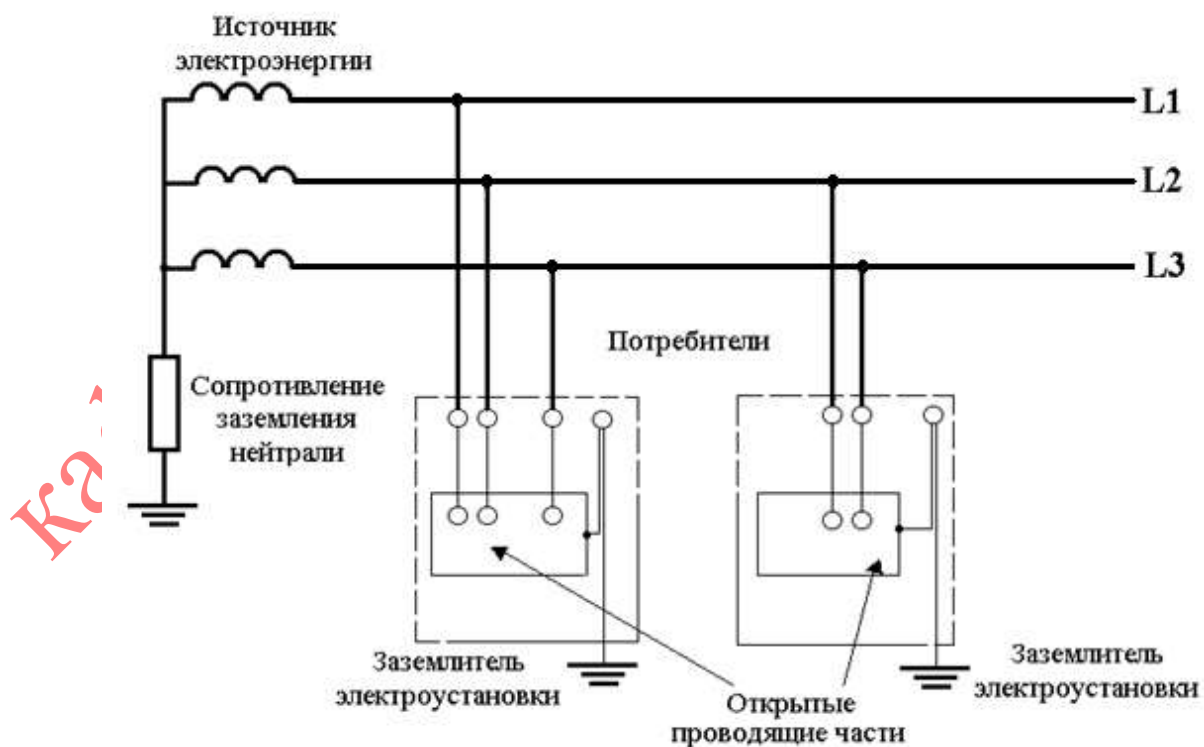 Источник
электроэнергии
L1
L2
L3
Потребители
Сопротивление
заземления
нейтрали
Заземлитель
электроустановки
Открытые
проводящие части
Заземлитель
электроустановки